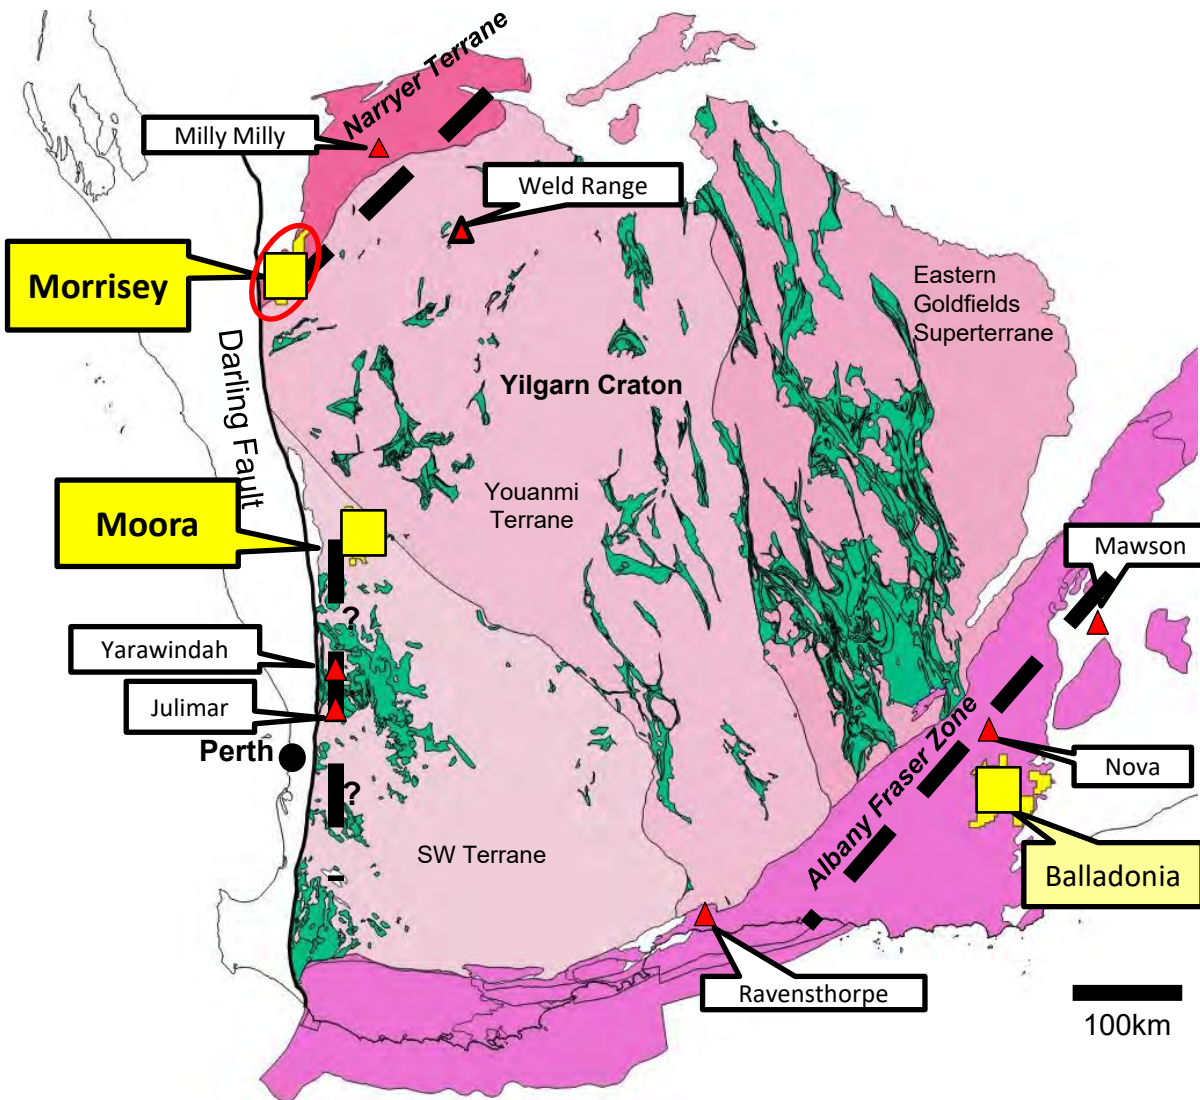 Narryer Terrane
Milly Milly
Weld Range
Morrisey
Eastern
Goldfields
Superterrane
Darling Fault
Yilgarn Craton
Youanmi
Terrane
Moora
Mawson
?
Yarawindah
Julimar
Perth
Albany Fraser Zone
Nova
?
SW Terrane
Balladonia
Ravensthorpe
100km